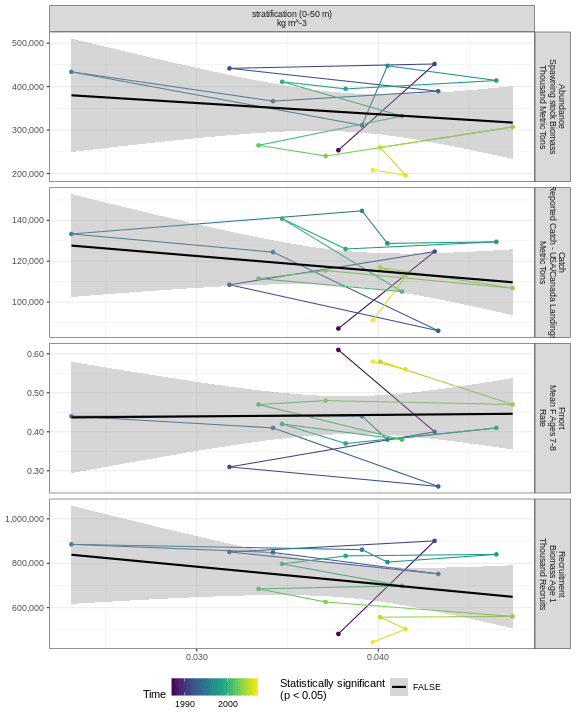 stratification (0-50 m)
kg m^-3
500,000
400,000
300,000
200,000
Abundance
Spawning stock Biomass
Thousand Metric Tons
140,000
120,000
100,000
Catch
Reported Catch - USA/Canada Landings
Metric Tons
0.60
0.50
0.40
0.30
Fmort
Mean F Ages 7-8
Rate
1,000,000
800,000
600,000
Recruitment
Biomass Age 1
Thousand Recruits
0.030
0.040
Time
1990
2000
Statistically significant
(p < 0.05)
FALSE